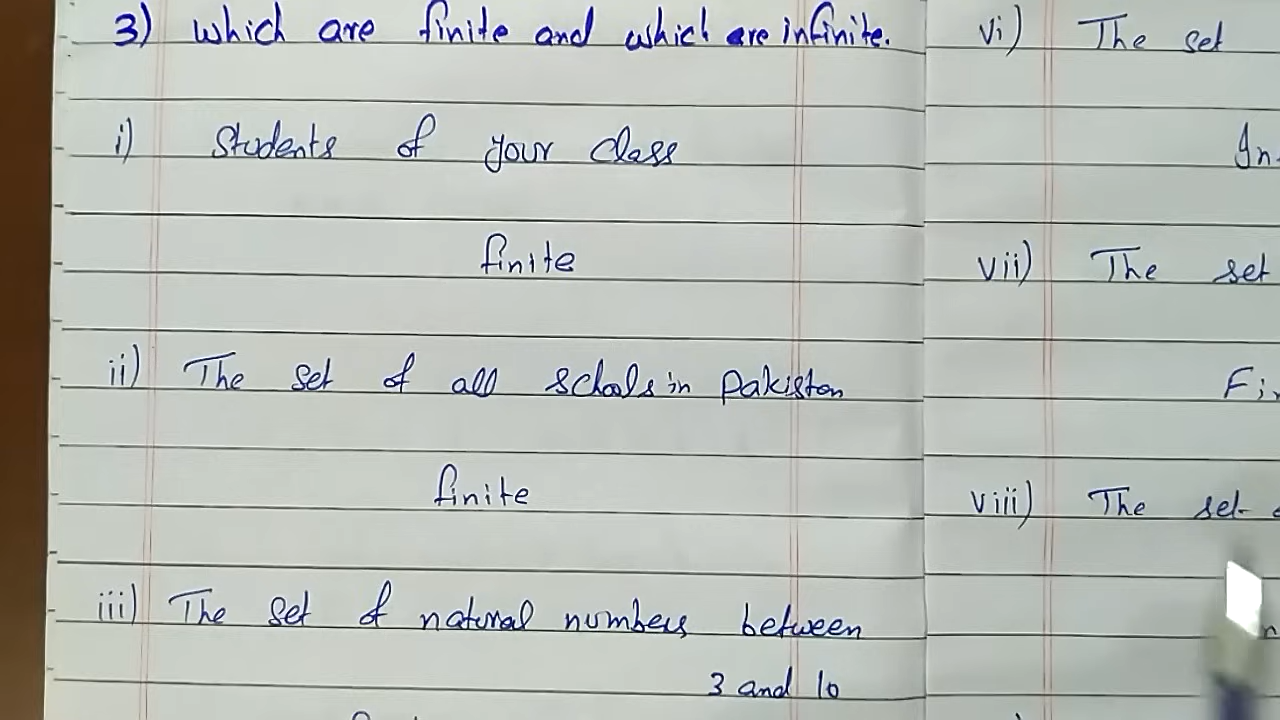 3) which are finite and which are infinite.
i) Students of your class
finite
ii) The set of all schools in pakistan
finite
iii) The set of natural numbers between
3 and 10
vi) The set
vii) The set
viii) The set